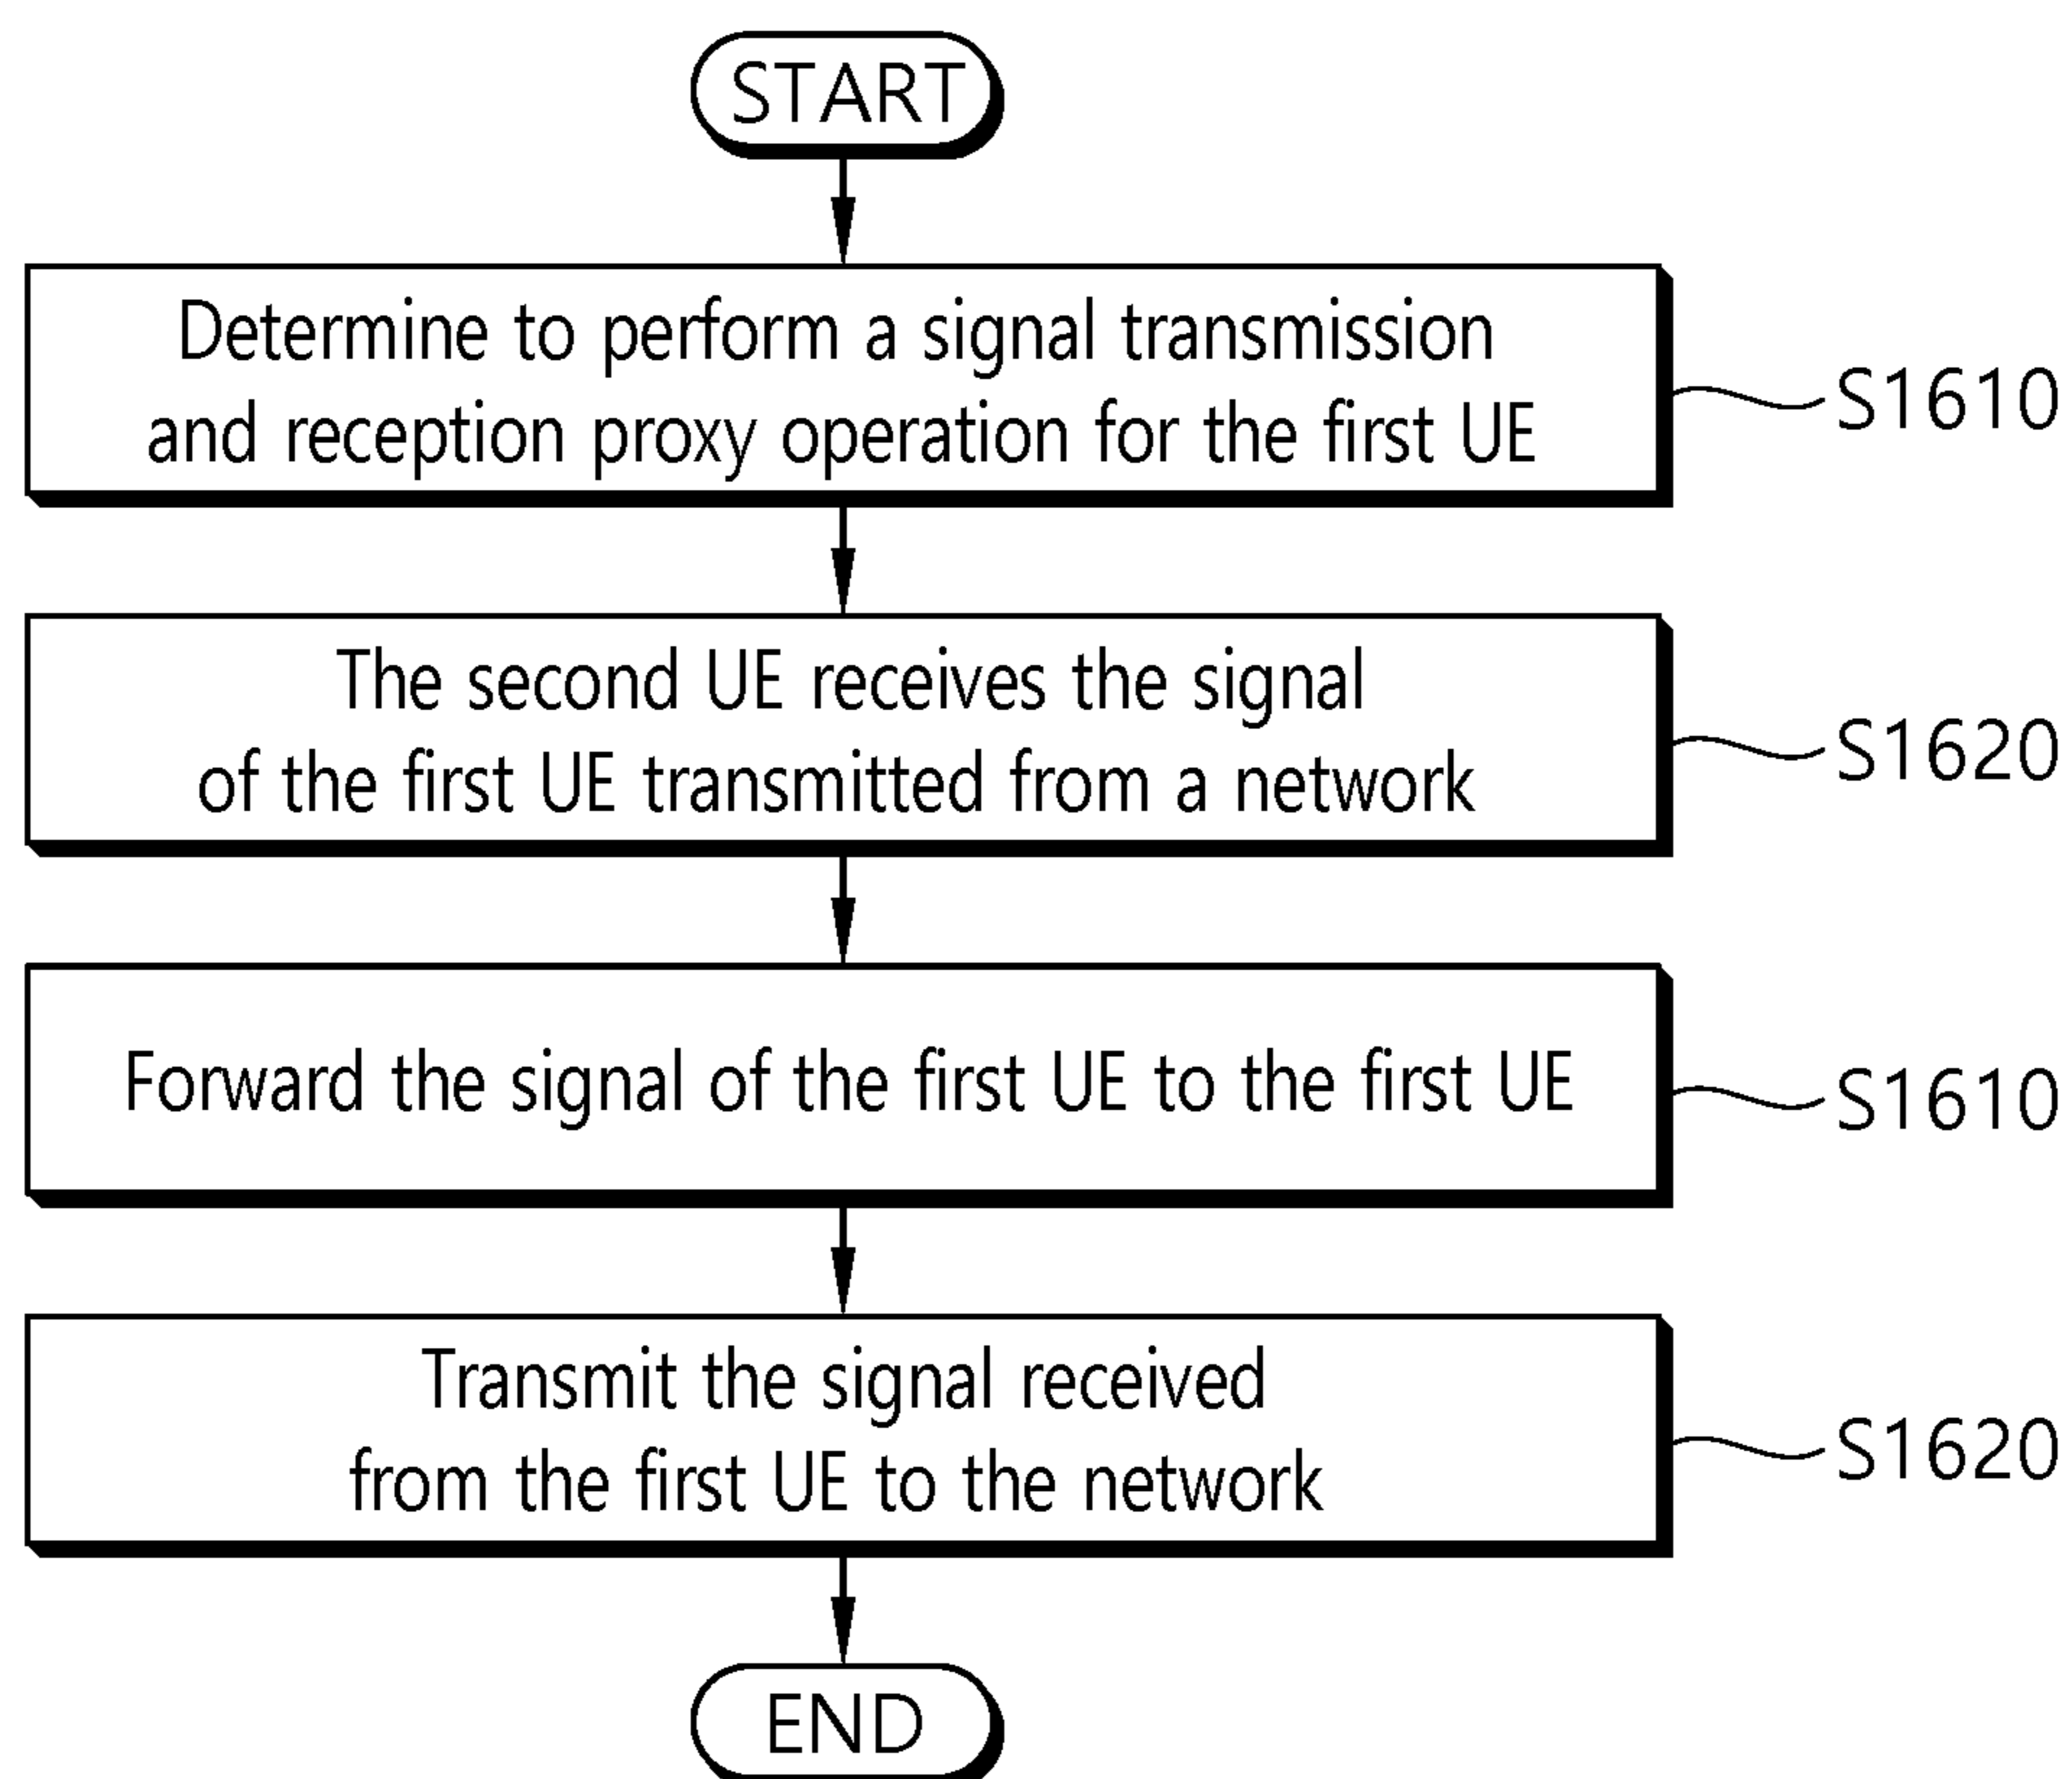 START
Determine to perform a signal transmission
and reception proxy operation for the first UE
S1610
The second UE receives the signal
of the first UE transmitted from a network
S1620
Forward the signal of the first UE to the first UE
S1610
Transmit the signal received
from the first UE to the network
S1620
END